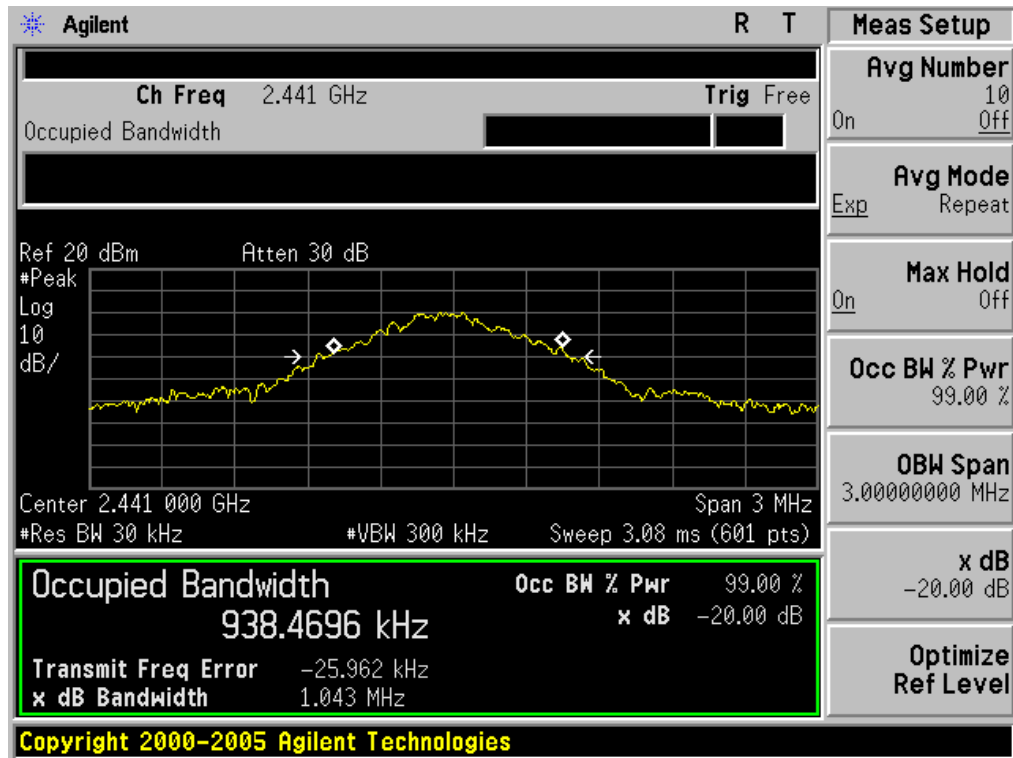 Agilent R T
Ch Freq 2.441 GHz Trig Free
Occupied Bandwidth
Ref 20 dBm Atten 30 dB
#Peak
Log
10
dB/
Center 2.441 000 GHz Span 3 MHz
#Res BW 30 kHz #VBW 300 kHz Sweep 3.08 ms (601 pts)
Occupied Bandwidth Occ BW % Pwr 99.00 %
938.4696 kHz x dB -20.00 dB
Transmit Freq Error -25.962 kHz
x dB Bandwidth 1.043 MHz
Copyright 2000-2005 Agilent Technologies
Meas Setup
Avg Number
10
On Off
Avg Mode
Exp Repeat
Max Hold
On Off
Occ BW % Pwr
99.00 %
OBW Span
3.00000000 MHz
x dB
-20.00 dB
Optimize
Ref Level